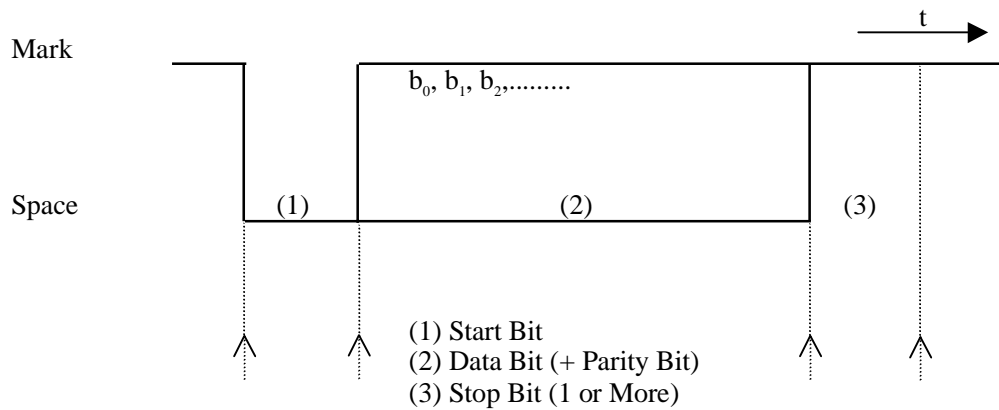 t
Mark
b₀, b₁, b₂,.........
Space
(1)
(2)
(3)
(1) Start Bit
(2) Data Bit (+ Parity Bit)
(3) Stop Bit (1 or More)